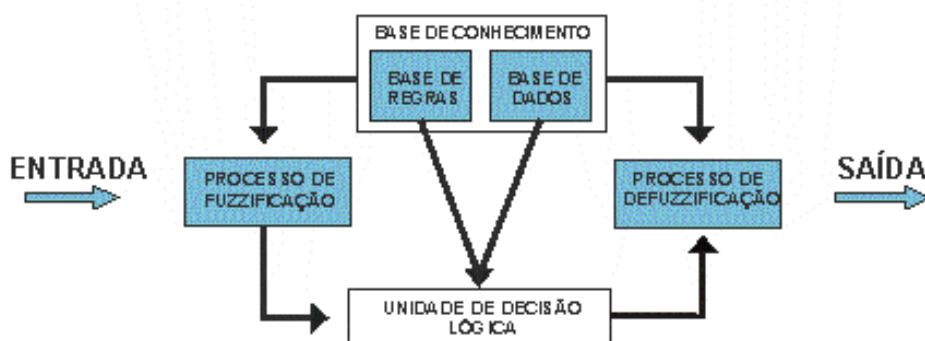 BASE DE CONHECIMENTO
BASE DE
REGRAS
BASE DE
DADOS
ENTRADA
PROCESSO DE
FUZZIFICAÇÃO
PROCESSO DE
DEFUZZIFICAÇÃO
SAÍDA
UNIDADE DE DECISÃO
LÓGICA